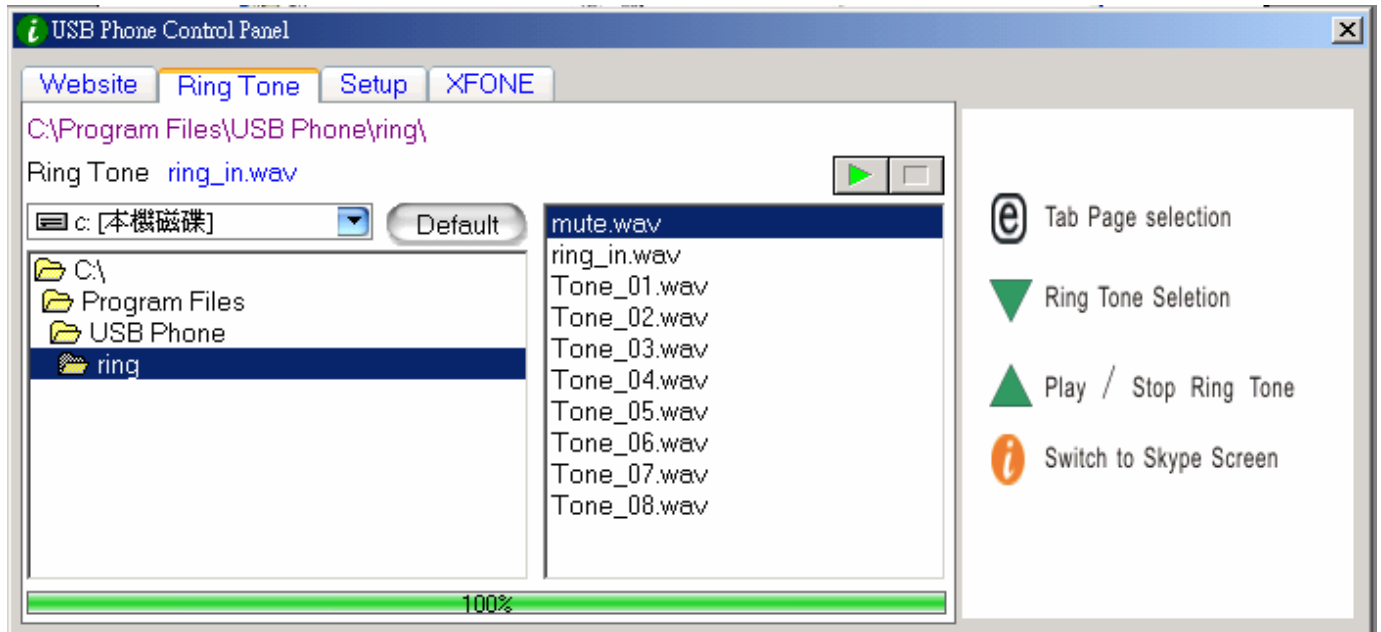 USB Phone Control Panel
Website Ring Tone Setup XFONE
C:\Program Files\USB Phone\ring\
Ring Tone ring_in.wav
c: [本機磁碟] Default
C:\
Program Files
USB Phone
ring
mute.wav
ring_in.wav
Tone_01.wav
Tone_02.wav
Tone_03.wav
Tone_04.wav
Tone_05.wav
Tone_06.wav
Tone_07.wav
Tone_08.wav
100%
Tab Page selection
Ring Tone Seletion
Play / Stop Ring Tone
Switch to Skype Screen